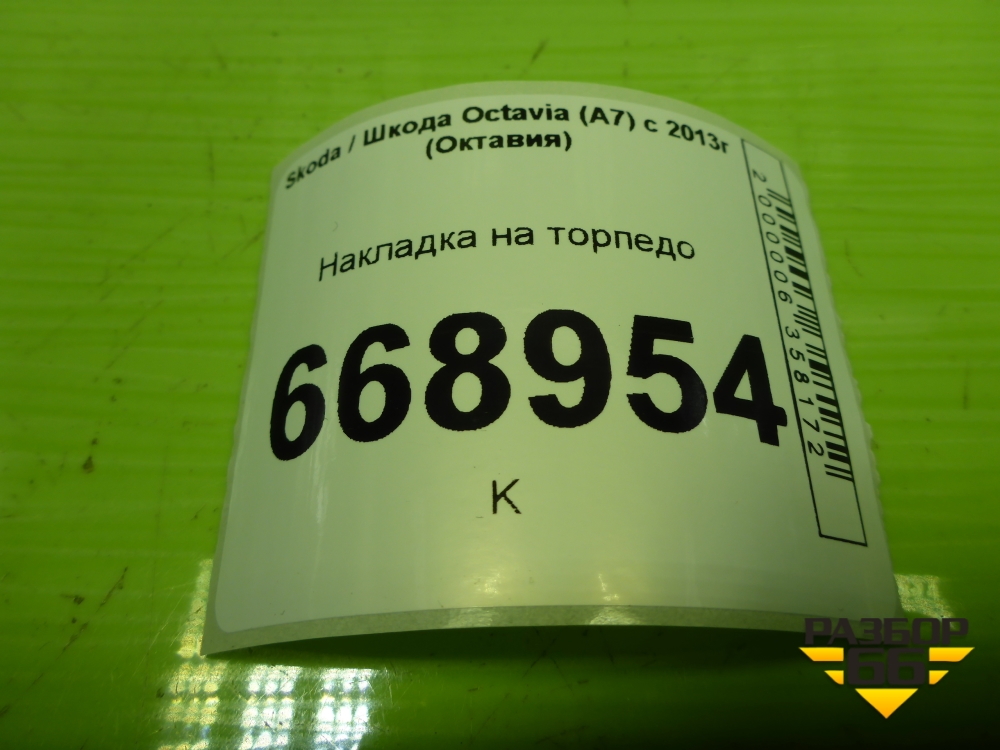 Skoda / Шкода Octavia (A7) с 2013г
(Октавия)
Накладка на торпедо
668954
К
2000006358172
РАЗБОР
66